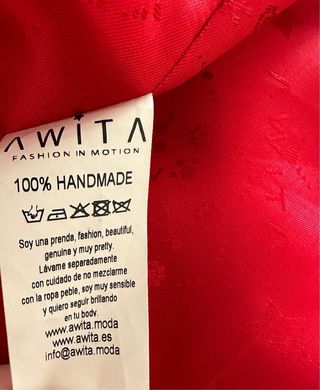 AWITA
FASHION IN MOTION
100% HANDMADE
Soy una prenda, fashion, beautiful,
genuina y muy pretty.
Lávame separadamente
con cuidado de no mezclarme
con la ropa peble, soy muy sensible
y quiero seguir brillando
en tu body.
www.awita.moda
www.awita.es
info@awita.moda